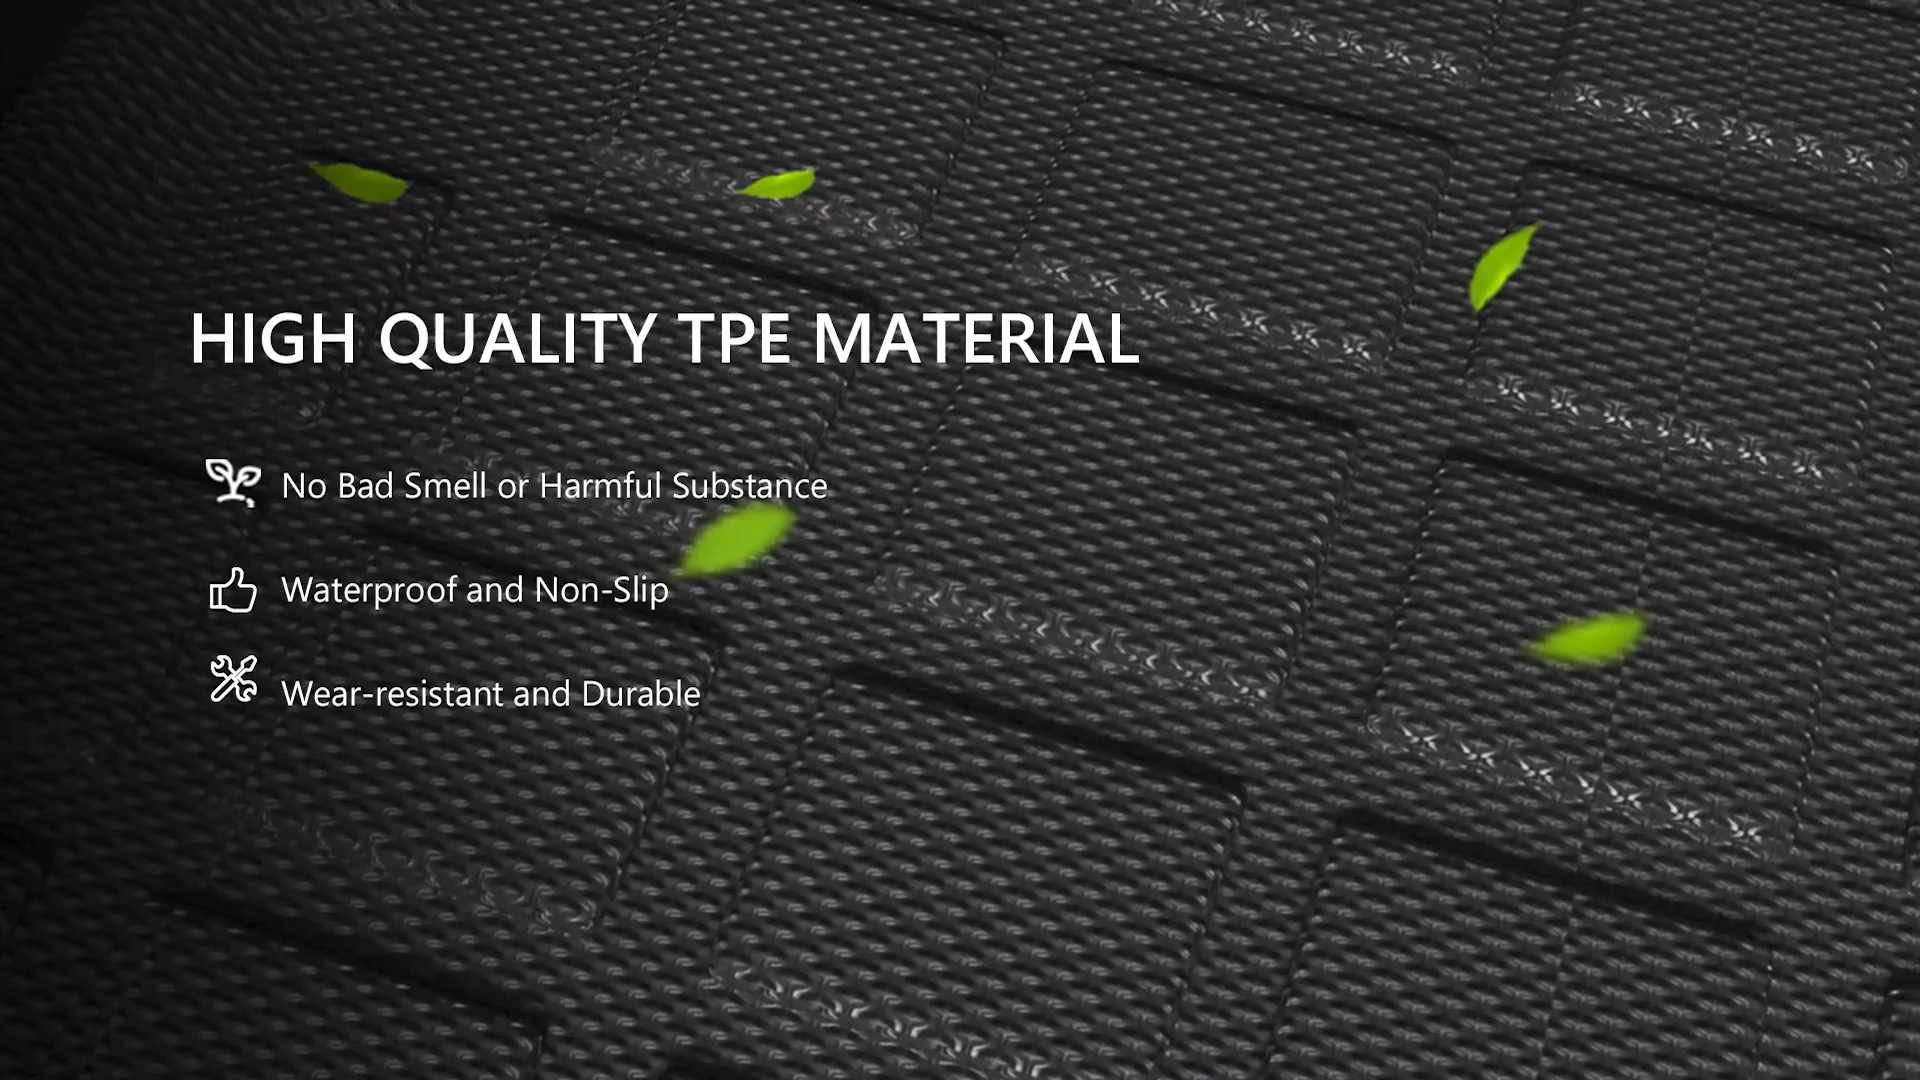 HIGH QUALITY TPE MATERIAL
No Bad Smell or Harmful Substance
Waterproof and Non-Slip
Wear-resistant and Durable